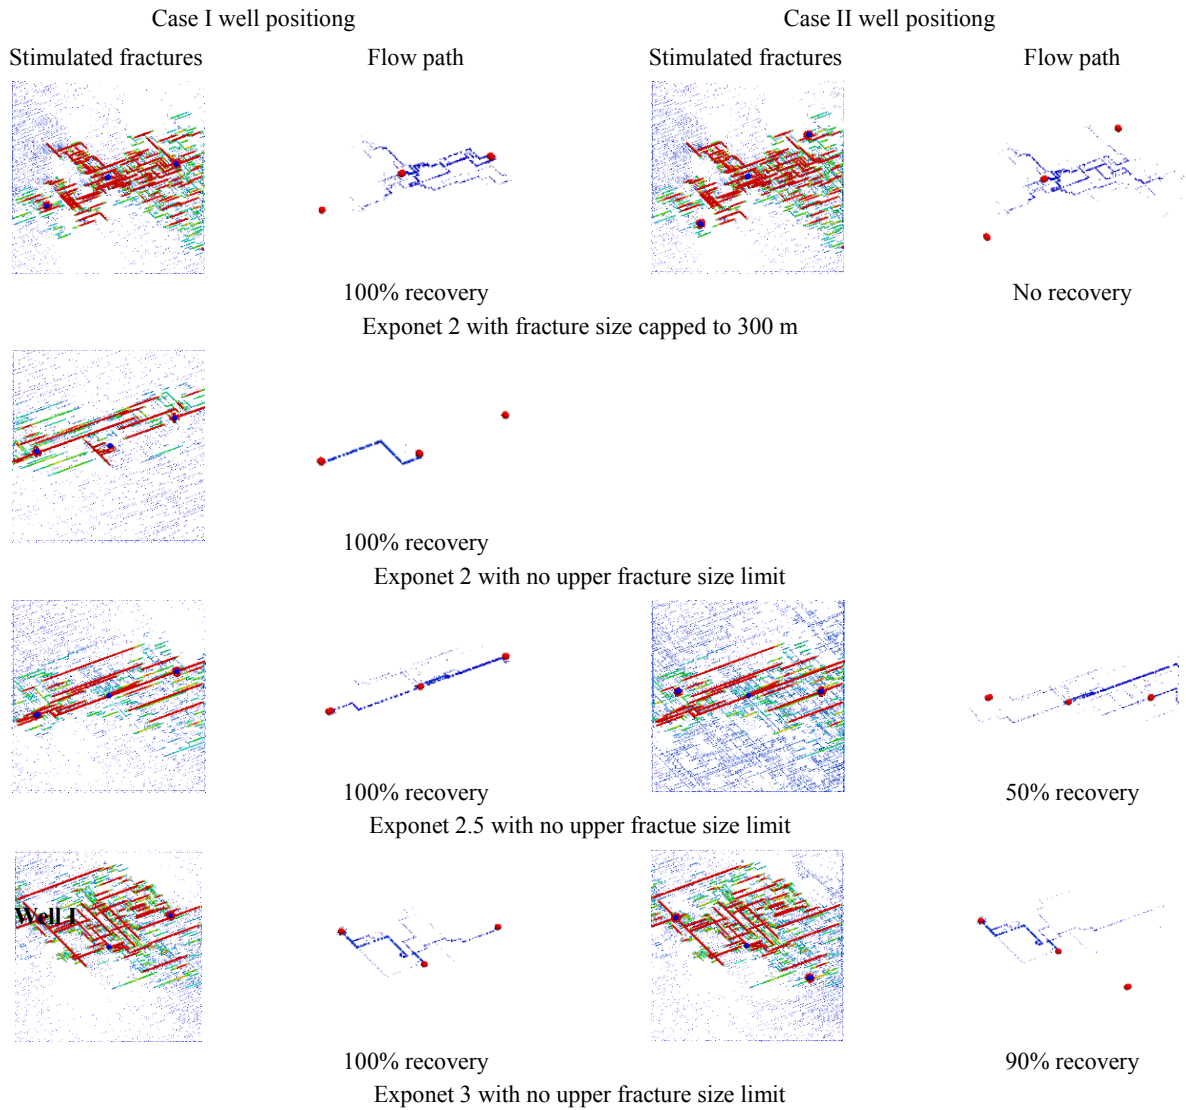 Case I well positiong
Case II well positiong
Stimulated fractures
Flow path
Stimulated fractures
Flow path
100% recovery
No recovery
Exponet 2 with fracture size capped to 300 m
100% recovery
Exponet 2 with no upper fracture size limit
100% recovery
50% recovery
Exponet 2.5 with no upper fractue size limit
Well I
100% recovery
90% recovery
Exponet 3 with no upper fracture size limit